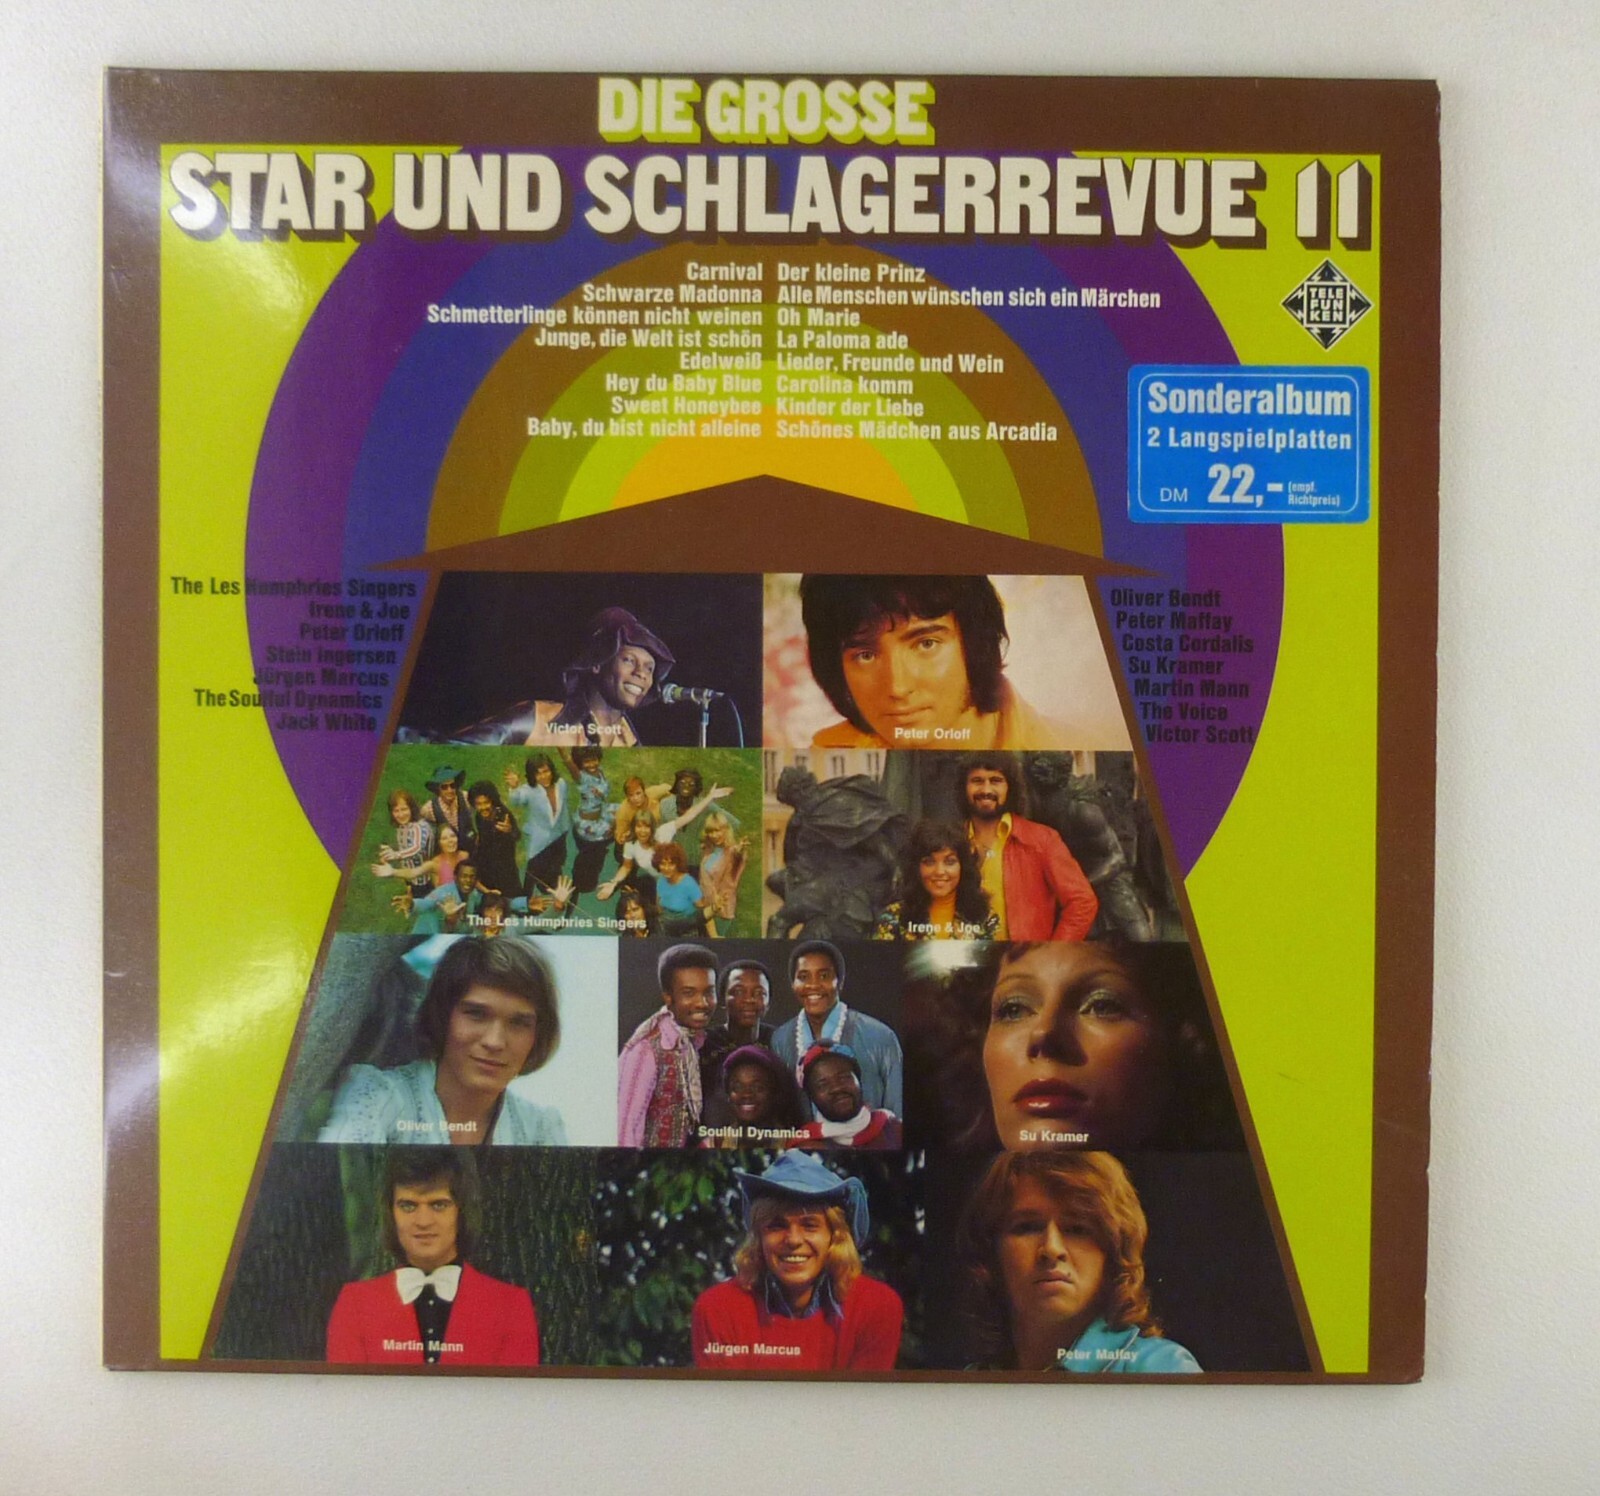 DIE GROSSE
STAR UND SCHLAGERREVUE 11
Carnival
Schwarze Madonna
Schmetterlinge können nicht weinen
Junge, die Welt ist schön
Edelweiß
Hey du Baby Blue
Sweet Honeybee
Baby, du bist nicht alleine
Der kleine Prinz
Alle Menschen wünschen sich ein Märchen
Oh Marie
La Paloma ade
Lieder, Freunde und Wein
Carolina komm
Kinder der Liebe
Schönes Mädchen aus Arcadia
TELE
FUN
KEN
Sonderalbum
2 Langspielplatten
DM 22,- (empf.
Richtpreis)
The Les Humphries Singers
Irene & Joe
Peter Orloff
Stein Ingersen
Jürgen Marcus
The Soulful Dynamics
Jack White
Oliver Bendt
Peter Maffay
Costa Cordalis
Su Kramer
Martin Mann
The Voice
Victor Scott
Victor Scott
Peter Orloff
The Les Humphries Singers
Irene & Joe
Oliver Bendt
Soulful Dynamics
Su Kramer
Martin Mann
Jürgen Marcus
Peter Maffay